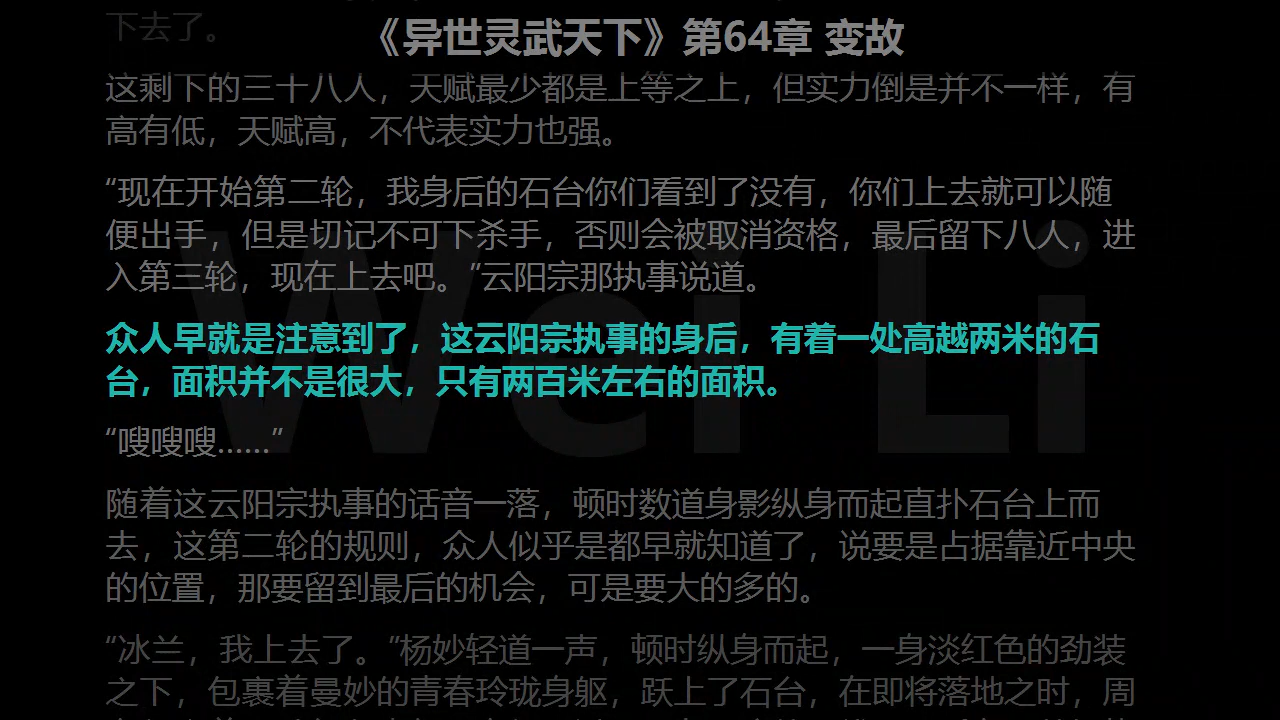 下去了。
《异世灵武天下》第64章 变故
这剩下的三十八人，天赋最少都是上等之上，但实力倒是并不一样，有
高有低，天赋高，不代表实力也强。
“现在开始第二轮，我身后的石台你们看到了没有，你们上去就可以随
便出手，但是切记不可下杀手，否则会被取消资格，最后留下八人，进
入第三轮，现在上去吧。”云阳宗那执事说道。
众人早就是注意到了，这云阳宗执事的身后，有着一处高越两米的石
台，面积并不是很大，只有两百米左右的面积。
“嗖嗖嗖……”
随着这云阳宗执事的话音一落，顿时数道身影纵身而起直扑石台上而
去，这第二轮的规则，众人似乎是都早就知道了，说要是占据靠近中央
的位置，那要留到最后的机会，可是要大的多的。
“冰兰，我上去了。”杨妙轻道一声，顿时纵身而起，一身淡红色的劲装
之下，包裹着曼妙的青春玲珑身躯，跃上了石台，在即将落地之时，周
Wei Li